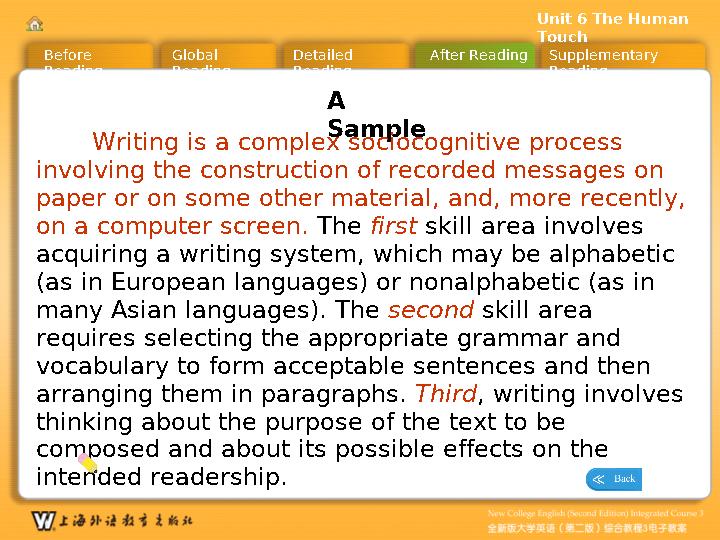 Unit 6 The Human
Touch
Before
Reading
Global
Reading
Detailed
Reading
After Reading
Supplementary
Reading
A
Sample
Writing is a complex sociocognitive process
involving the construction of recorded messages on
paper or on some other material, and, more recently,
on a computer screen. The first skill area involves
acquiring a writing system, which may be alphabetic
(as in European languages) or nonalphabetic (as in
many Asian languages). The second skill area
requires selecting the appropriate grammar and
vocabulary to form acceptable sentences and then
arranging them in paragraphs. Third, writing involves
thinking about the purpose of the text to be
composed and about its possible effects on the
intended readership.
Back
W 上海外语教育出版社
New College English (Second Edition) Integrated Course 3
全新版大学英语（第二版）综合教程3电子教案